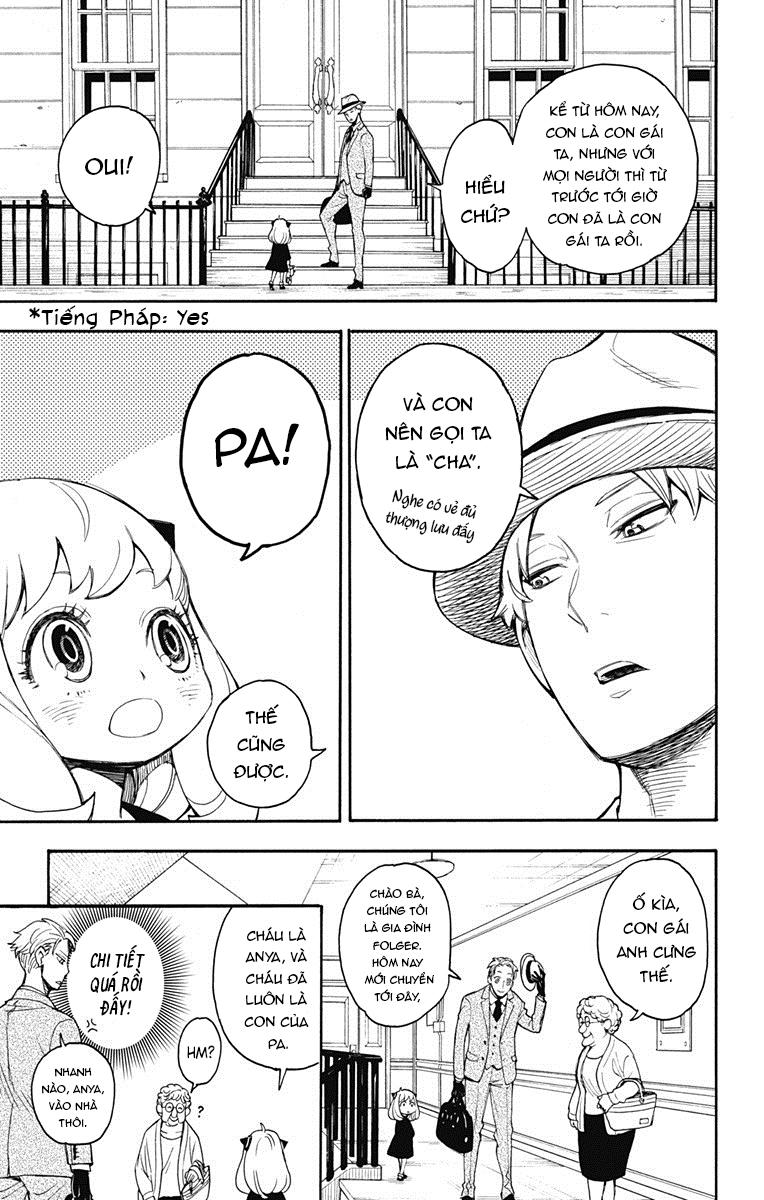 KỂ TỪ HÔM NAY,
CON LÀ CON GÁI
TA, NHƯNG VỚI
MỌI NGƯỜI THÌ TỪ
TRƯỚC TỚI GIỜ
CON ĐÃ LÀ CON
GÁI TA RỒI.
HIỂU
CHỨ?
OUI!
*Tiếng Pháp: Yes
VÀ CON
NÊN GỌI TA
LÀ “CHA”.
Nghe có vẻ đủ
thượng lưu đấy
PA!
THẾ
CŨNG
ĐƯỢC.
Ố KÌA,
CON GÁI
ANH CƯNG
THẾ.
CHÀO BÀ,
CHÚNG TÔI
LÀ GIA ĐÌNH
FOLGER.
HÔM NAY
MỚI CHUYỂN
TỚI ĐÂY,
CHÁU LÀ
ANYA, VÀ
CHÁU ĐÃ
LUÔN LÀ
CON CỦA
PA.
HM?
?
CHI TIẾT
QUÁ RỒI
ĐẤY!
NHANH
NÀO, ANYA,
VÀO NHÀ
THÔI.